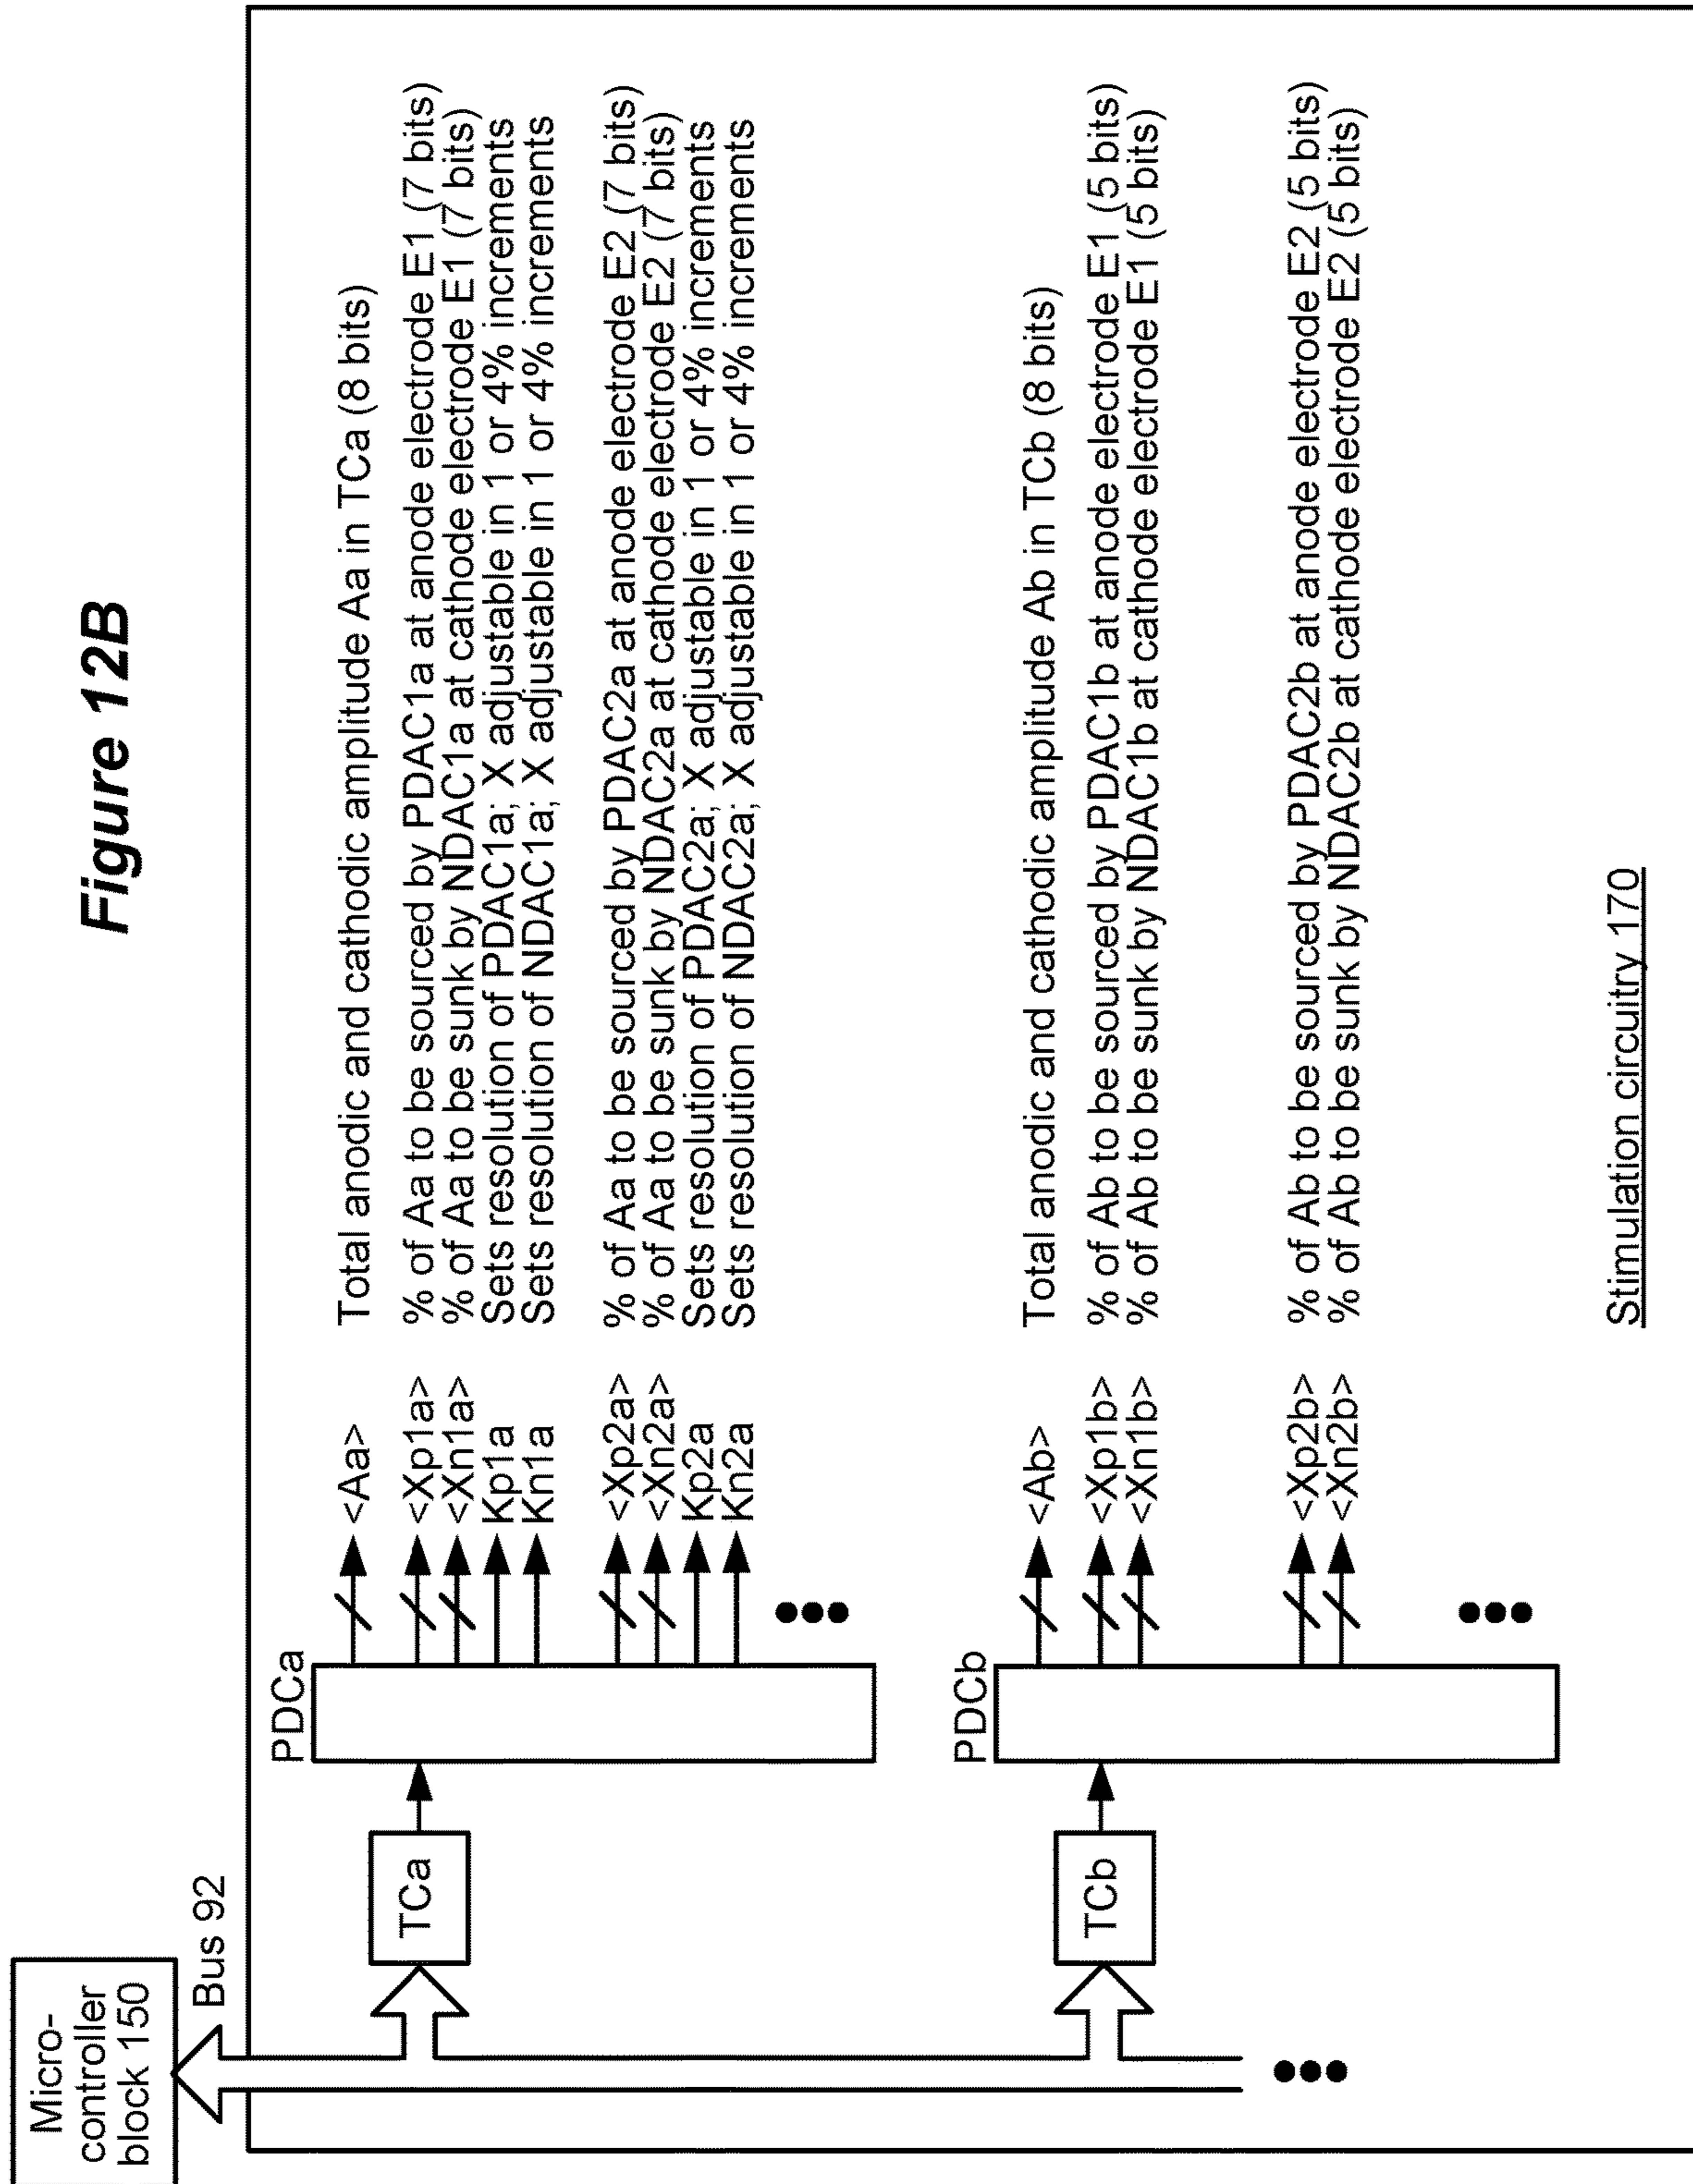 Figure 12B
Micro-
controller
block 150
Bus 92
TCa
PDCa
<Aa> Total anodic and cathodic amplitude Aa in TCa (8 bits)
<Xp1a> % of Aa to be sourced by PDAC1a at anode electrode E1 (7 bits)
<Xn1a> % of Aa to be sunk by NDAC1a at cathode electrode E1 (7 bits)
Kp1a Sets resolution of PDAC1a; X adjustable in 1 or 4% increments
Kn1a Sets resolution of NDAC1a; X adjustable in 1 or 4% increments
<Xp2a> % of Aa to be sourced by PDAC2a at anode electrode E2 (7 bits)
<Xn2a> % of Aa to be sunk by NDAC2a at cathode electrode E2 (7 bits)
Kp2a Sets resolution of PDAC2a; X adjustable in 1 or 4% increments
Kn2a Sets resolution of NDAC2a; X adjustable in 1 or 4% increments
TCb
PDCb
<Ab> Total anodic and cathodic amplitude Ab in TCb (8 bits)
<Xp1b> % of Ab to be sourced by PDAC1b at anode electrode E1 (5 bits)
<Xn1b> % of Ab to be sunk by NDAC1b at cathode electrode E1 (5 bits)
<Xp2b> % of Ab to be sourced by PDAC2b at anode electrode E2 (5 bits)
<Xn2b> % of Ab to be sunk by NDAC2b at cathode electrode E2 (5 bits)
Stimulation circuitry 170